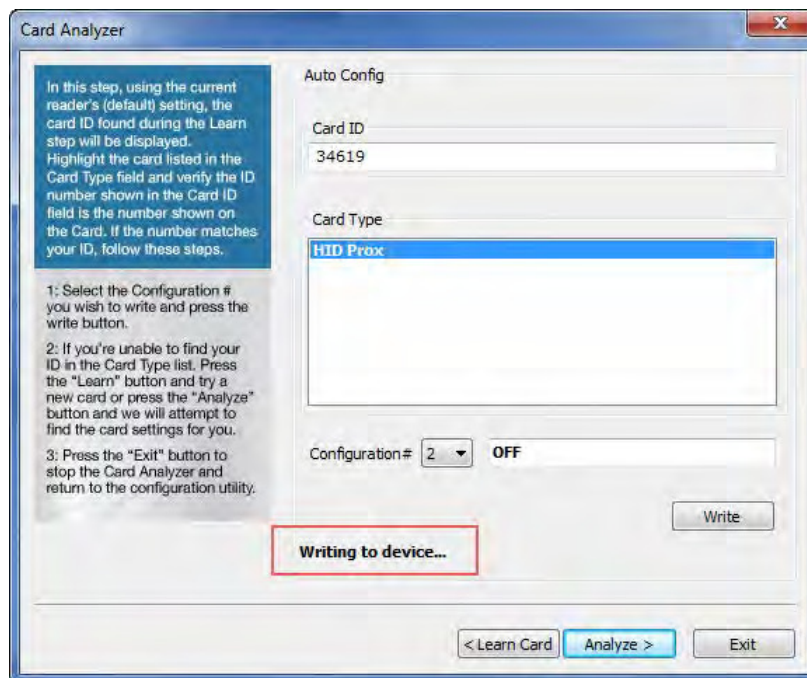 Card Analyzer
In this step, using the current
reader's (default) setting, the
card ID found during the Learn
step will be displayed.
Highlight the card listed in the
Card Type field and verify the ID
number shown in the Card ID
field is the number shown on
the Card. If the number matches
your ID, follow these steps.
1: Select the Configuration #
you wish to write and press the
write button.
2: If you're unable to find your
ID in the Card Type list. Press
the "Learn" button and try a
new card or press the "Analyze"
button and we will attempt to
find the card settings for you.
3: Press the "Exit" button to
stop the Card Analyzer and
return to the configuration utility.
Auto Config
Card ID
34619
Card Type
HID Prox
Configuration# 2 OFF
Write
Writing to device...
< Learn Card Analyze > Exit